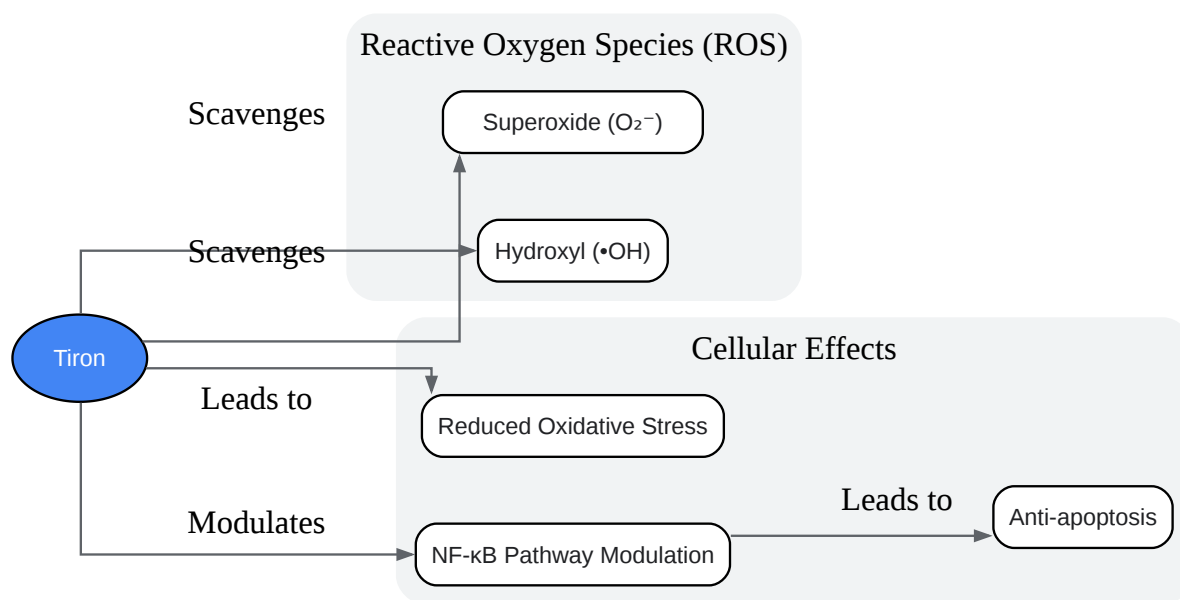 Reactive Oxygen Species (ROS)
Scavenges
Superoxide (O₂⁻)
Scavenges
Hydroxyl (•OH)
Tiron
Cellular Effects
Leads to
Reduced Oxidative Stress
Modulates
NF-κB Pathway Modulation
Leads to
Anti-apoptosis